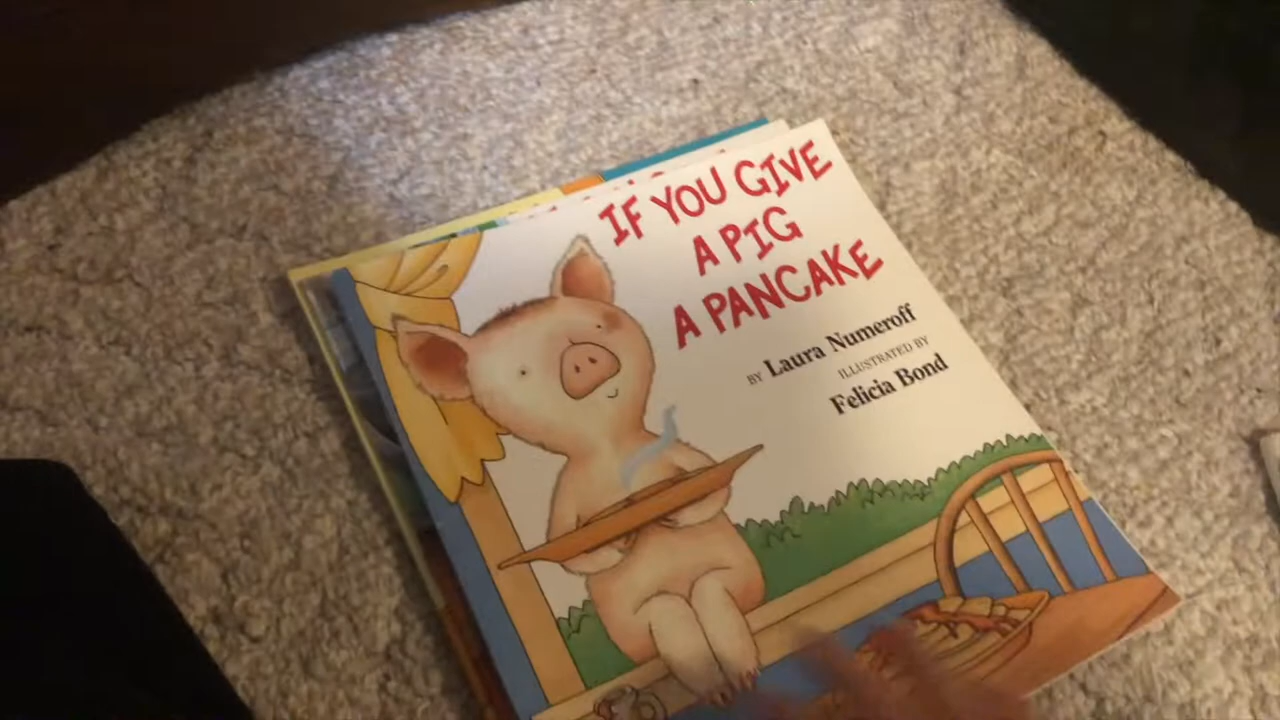 IF YOU GIVE
A PIG
A PANCAKE
BY Laura Numeroff
ILLUSTRATED BY
Felicia Bond